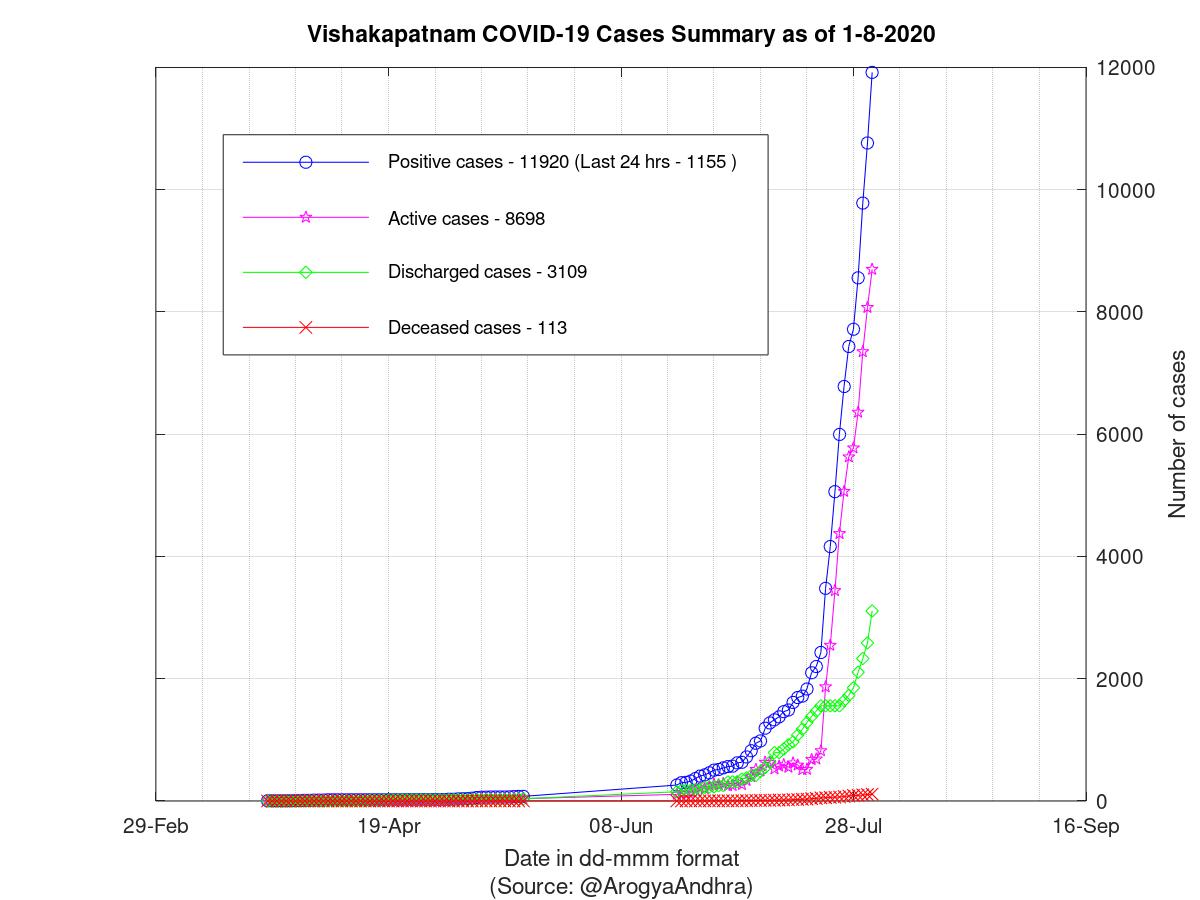 Vishakapatnam COVID-19 Cases Summary as of 1-8-2020
Positive cases - 11920 (Last 24 hrs - 1155 )
Active cases - 8698
Discharged cases - 3109
Deceased cases - 113
12000
10000
8000
6000
4000
2000
0
Number of cases
29-Feb
19-Apr
08-Jun
28-Jul
16-Sep
Date in dd-mmm format
(Source: @ArogyaAndhra)